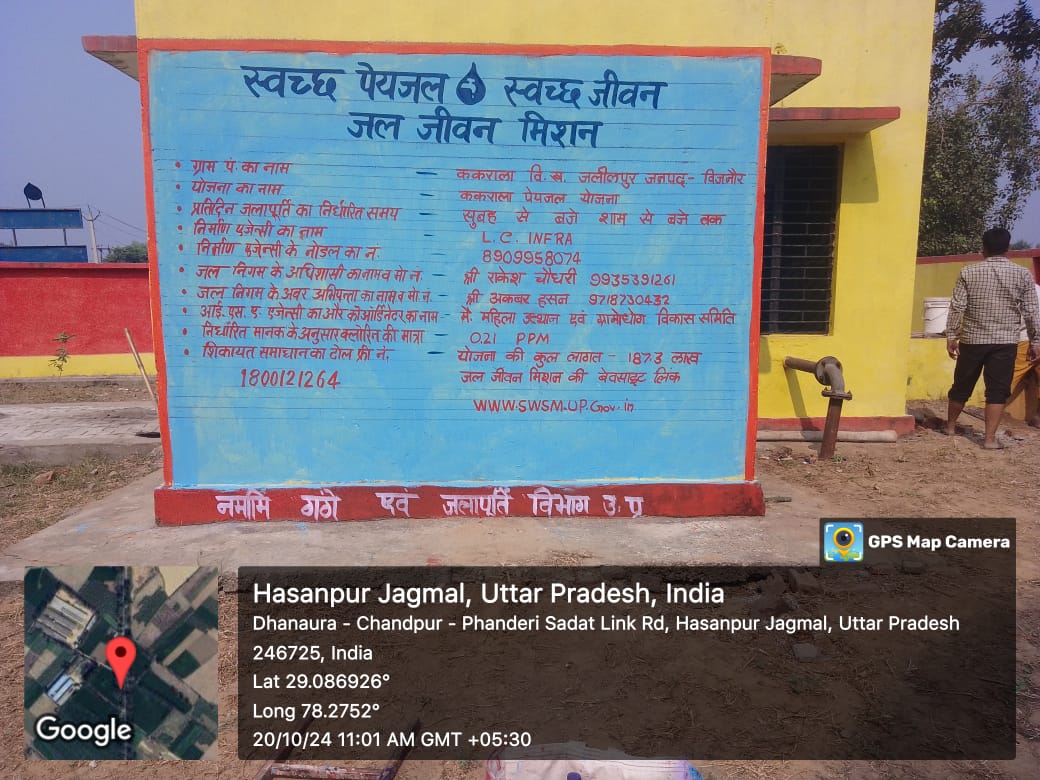 स्वच्छ पेयजल स्वच्छ जीवन
जल जीवन मिशन
• ग्राम पं. का नाम - ककराला वि.ख. जलीलपुर जनपद- बिजनौर
• योजना का नाम - ककराला पेयजल योजना
• प्रतिदिन जलापूर्ति का निर्धारित समय - सुबह से बजे शाम से बजे तक
• निर्माण एजेन्सी का नाम - L.C. INFRA
• निर्माण एजेन्सी के नोडल का नं. - 8909958074
• जल निगम के अधिशासी का नाम व मो नं. - श्री राकेश चौधरी 9935391261
• जल निगम के अवर अभियन्ता का नाम व मो. नं. - श्री अकबर हसन 9718730432
• आई. एस. ए. एजेन्सी का और कोऑर्डिनेटर का नाम - मै. महिला उत्थान एवं ग्रामोद्योग विकास समिति
• निर्धारित मानक के अनुसार क्लोरिन की मात्रा - 0.21 PPM
• शिकायत समाधान का टोल फ्री नं. - योजना की कुल लागत - 187.3 लाख
1800121264 जल जीवन मिशन की बेवसाइट लिंक
WWW.SWSM.UP.Gov.in
नमामि गंगे एवं जलापूर्ति विभाग उ.प्र
GPS Map Camera
Hasanpur Jagmal, Uttar Pradesh, India
Dhanaura - Chandpur - Phanderi Sadat Link Rd, Hasanpur Jagmal, Uttar Pradesh
246725, India
Lat 29.086926°
Long 78.2752°
20/10/24 11:01 AM GMT +05:30
Google